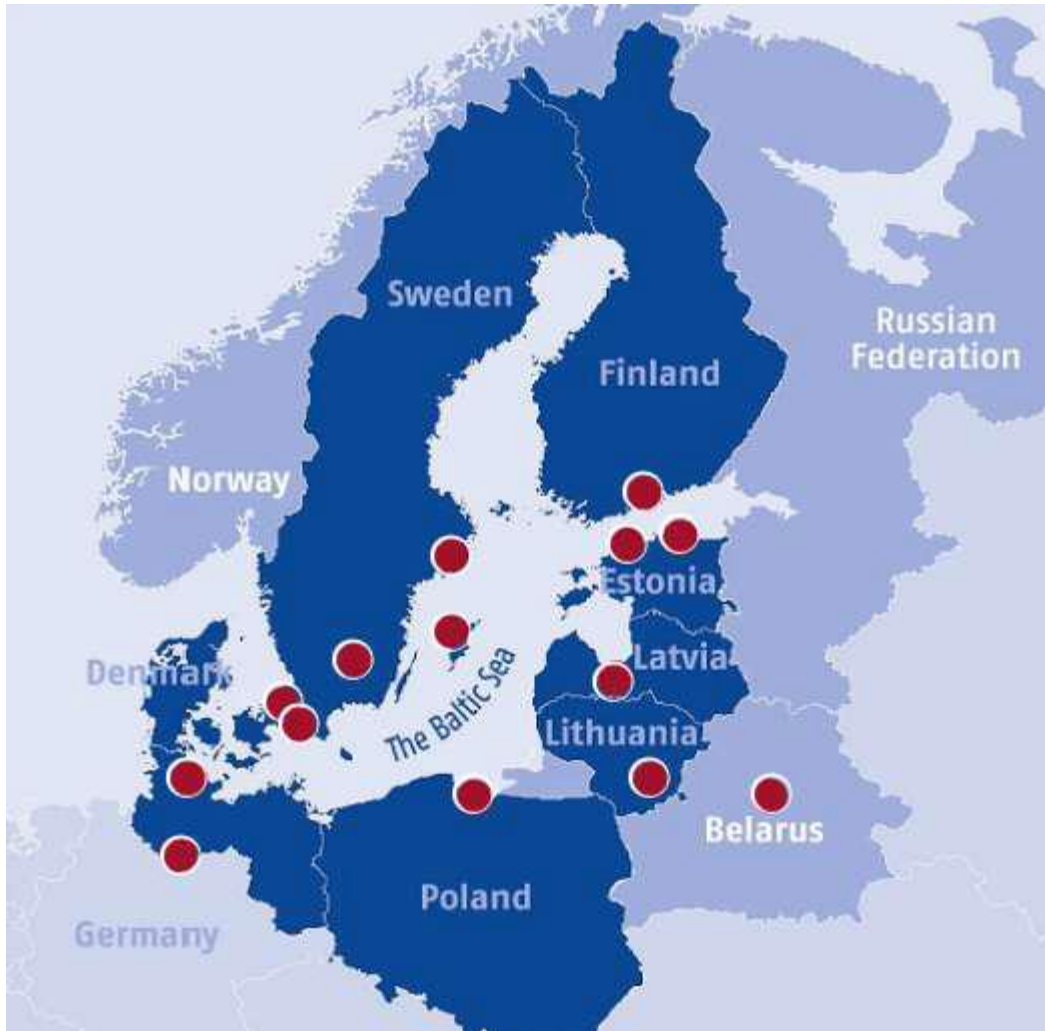 Sweden
Finland
Russian
Federation
Norway
Estonia
Denmark
Latvia
The Baltic Sea
Lithuania
Belarus
Poland
Germany